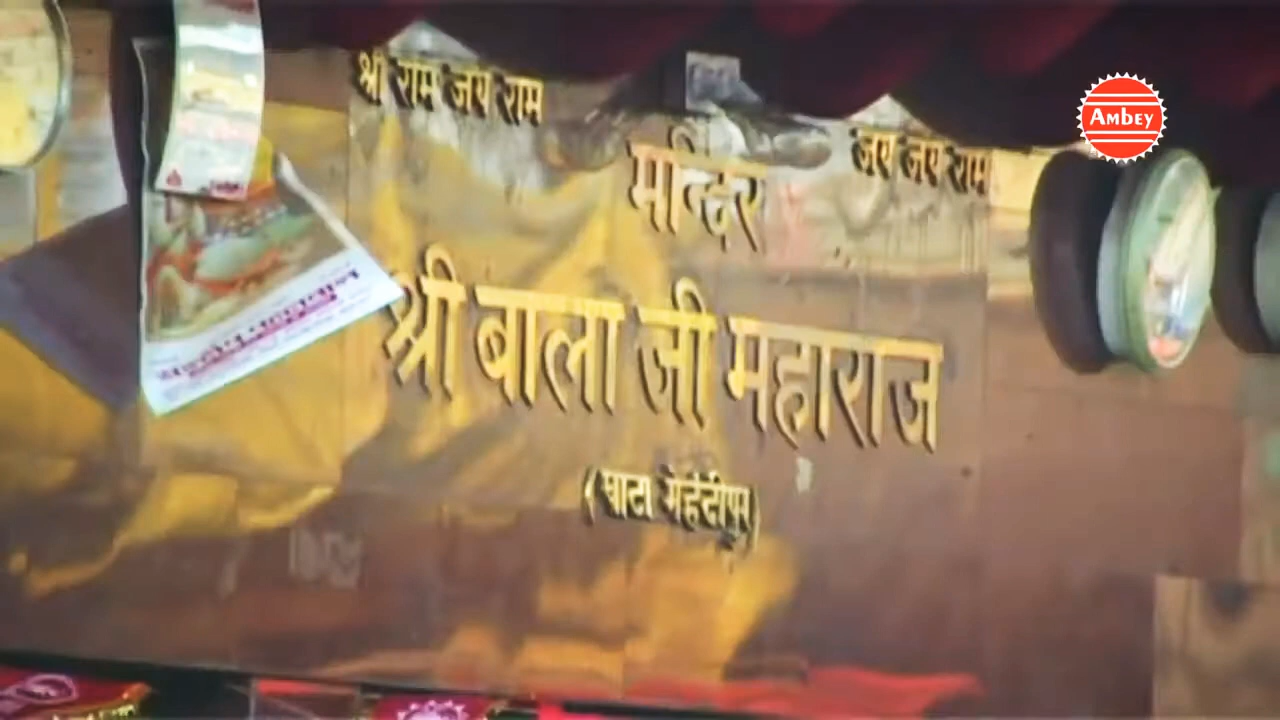 श्री राम जय राम
जय जय राम
मन्दिर
श्री बाला जी महाराज
(घाटा मेहंदीपुर)
AMBEY